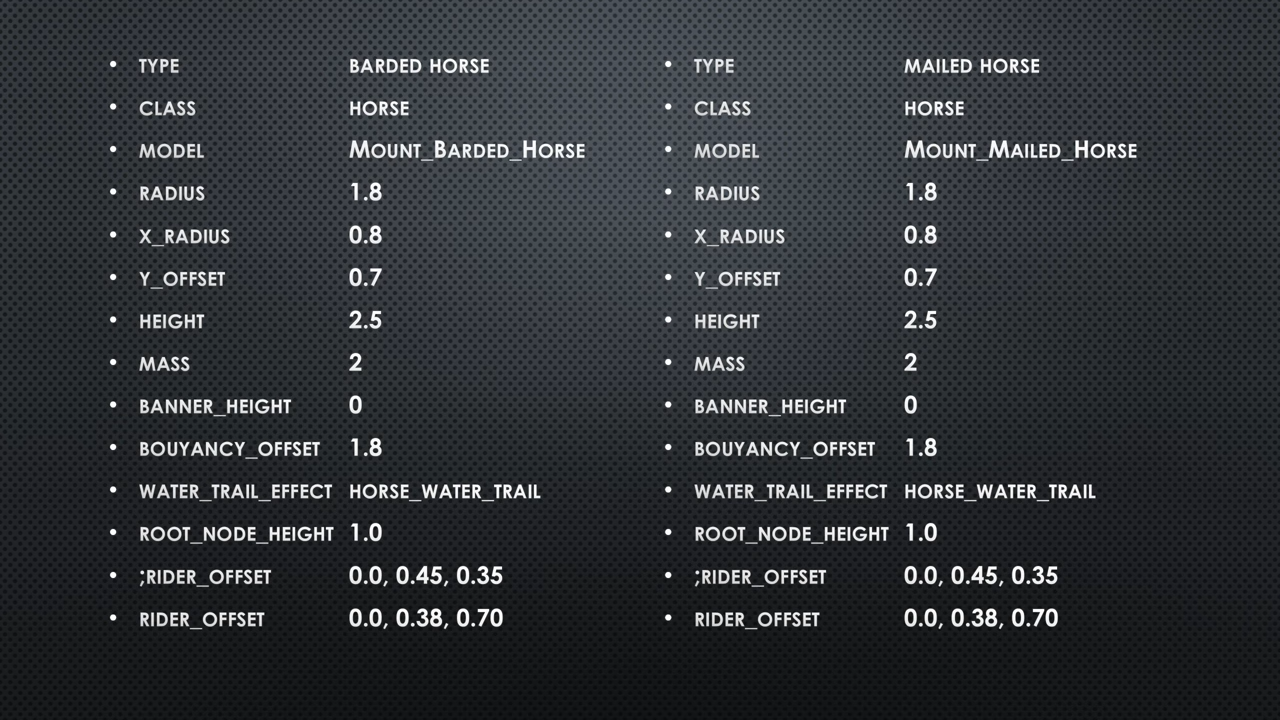 • TYPE BARDED HORSE
• CLASS HORSE
• MODEL MOUNT_BARDED_HORSE
• RADIUS 1.8
• X_RADIUS 0.8
• Y_OFFSET 0.7
• HEIGHT 2.5
• MASS 2
• BANNER_HEIGHT 0
• BOUYANCY_OFFSET 1.8
• WATER_TRAIL_EFFECT HORSE_WATER_TRAIL
• ROOT_NODE_HEIGHT 1.0
• ;RIDER_OFFSET 0.0, 0.45, 0.35
• RIDER_OFFSET 0.0, 0.38, 0.70
• TYPE MAILED HORSE
• CLASS HORSE
• MODEL MOUNT_MAILED_HORSE
• RADIUS 1.8
• X_RADIUS 0.8
• Y_OFFSET 0.7
• HEIGHT 2.5
• MASS 2
• BANNER_HEIGHT 0
• BOUYANCY_OFFSET 1.8
• WATER_TRAIL_EFFECT HORSE_WATER_TRAIL
• ROOT_NODE_HEIGHT 1.0
• ;RIDER_OFFSET 0.0, 0.45, 0.35
• RIDER_OFFSET 0.0, 0.38, 0.70